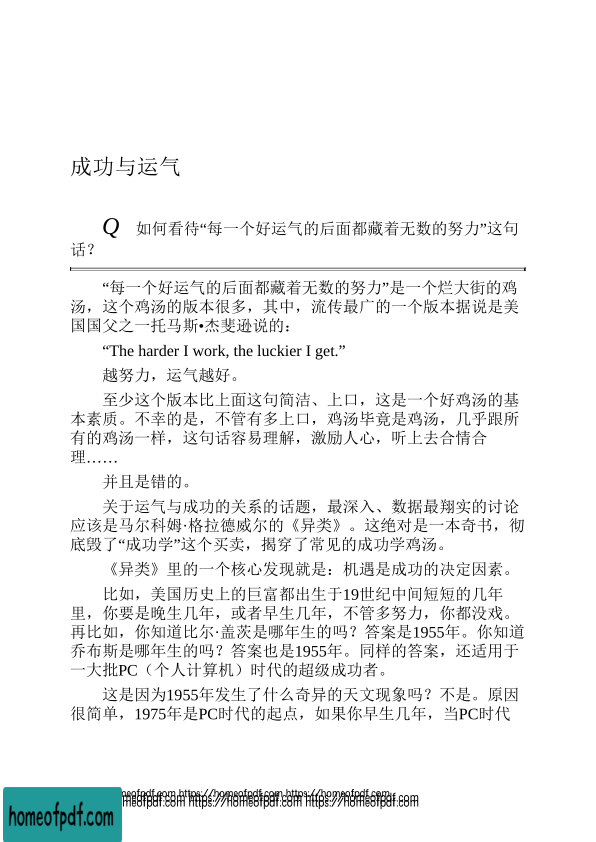 成功与运气
Q 如何看待“每一个好运气的后面都藏着无数的努力”这句
话？
“每一个好运气的后面都藏着无数的努力”是一个烂大街的鸡
汤，这个鸡汤的版本很多，其中，流传最广的一个版本据说是美
国国父之一托马斯•杰斐逊说的：
“The harder I work, the luckier I get.”
越努力，运气越好。
至少这个版本比上面这句简洁、上口，这是一个好鸡汤的基
本素质。不幸的是，不管有多上口，鸡汤毕竟是鸡汤，几乎跟所
有的鸡汤一样，这句话容易理解，激励人心，听上去合情合
理……
并且是错的。
关于运气与成功的关系的话题，最深入、数据最翔实的讨论
应该是马尔科姆·格拉德威尔的《异类》。这绝对是一本奇书，彻
底毁了“成功学”这个买卖，揭穿了常见的成功学鸡汤。
《异类》里的一个核心发现就是：机遇是成功的决定因素。
比如，美国历史上的巨富都出生于19世纪中间短短的几年
里，你要是晚生几年，或者早生几年，不管多努力，你都没戏。
再比如，你知道比尔·盖茨是哪年生的吗？答案是1955年。你知道
乔布斯是哪年生的吗？答案也是1955年。同样的答案，还适用于
一大批PC（个人计算机）时代的超级成功者。
这是因为1955年发生了什么奇异的天文现象吗？不是。原因
很简单，1975年是PC时代的起点，如果你早生几年，当PC时代
homeofpdf.com https://homeofpdf.com https://homeofpdf.com
homeofpdf.com https://homeofpdf.com https://homeofpdf.com
homeofpdf.com